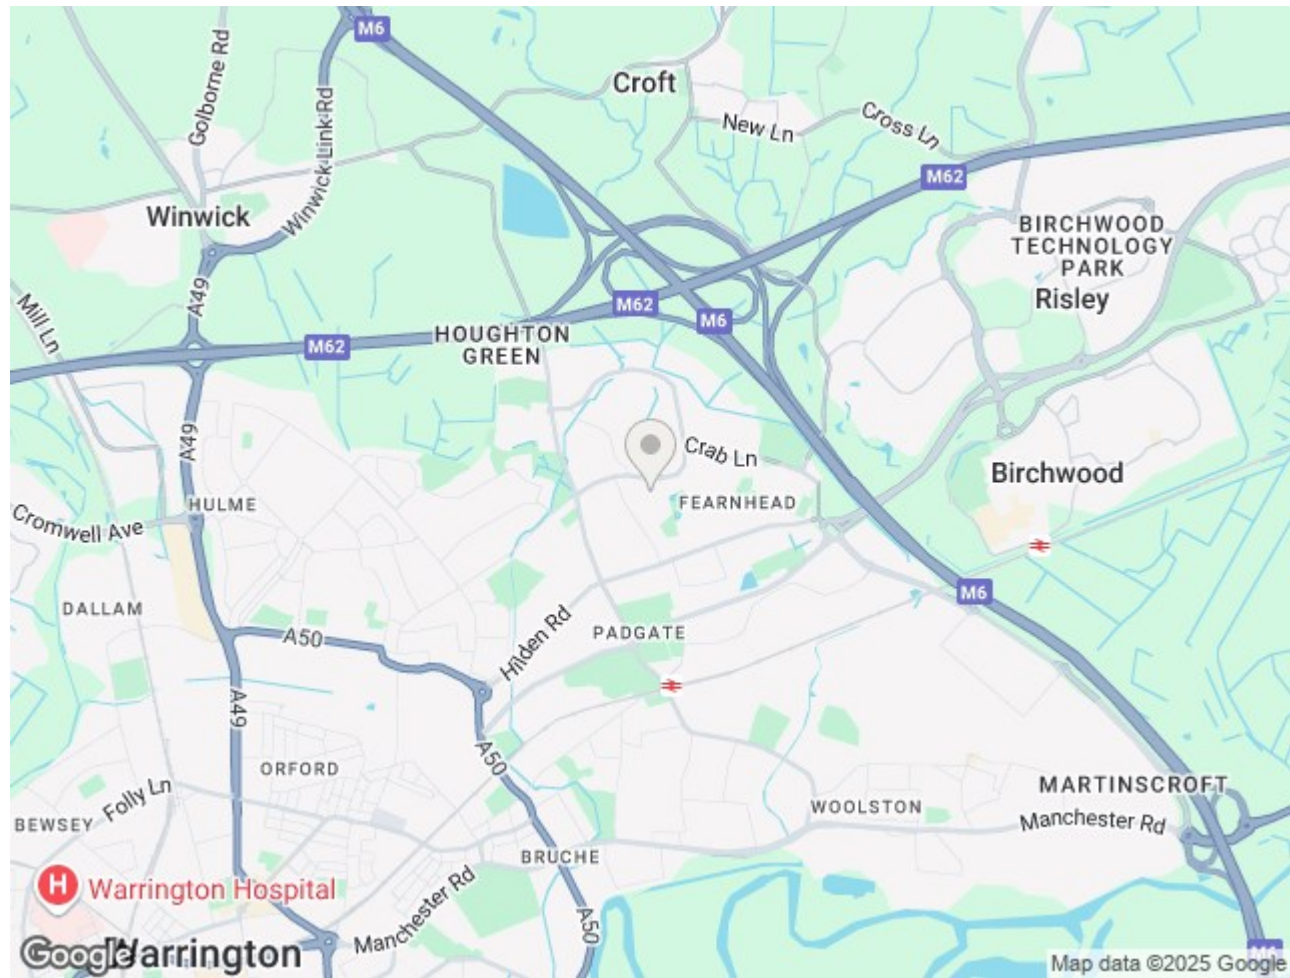 M6
Golborne Rd
Croft
New Ln
Cross Ln
Winwick Link Rd
M62
Winwick
BIRCHWOOD
TECHNOLOGY
PARK
Risley
A49
Mill Ln
M62
M6
M62
HOUGHTON
GREEN
A49
Crab Ln
Birchwood
HULME
FEARNHEAD
Cromwell Ave
M6
DALLAM
A50
Hilden Rd
PADGATE
A49
A50
ORFORD
MARTINSCROFT
Folly Ln
WOOLSTON
BEWSEY
Manchester Rd
BRUCHE
H
Warrington Hospital
Manchester Rd
A50
Google
Warrington
M6
Map data ©2025 Google